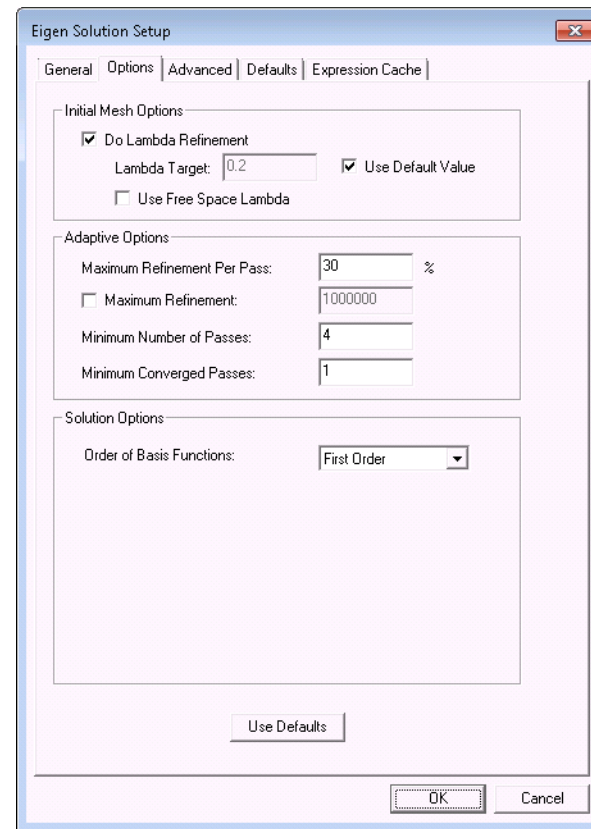 Eigen Solution Setup
General Options Advanced Defaults Expression Cache
Initial Mesh Options
Do Lambda Refinement
Lambda Target: 0.2 Use Default Value
Use Free Space Lambda
Adaptive Options
Maximum Refinement Per Pass: 30 %
Maximum Refinement: 1000000
Minimum Number of Passes: 4
Minimum Converged Passes: 1
Solution Options
Order of Basis Functions: First Order
Use Defaults
OK Cancel